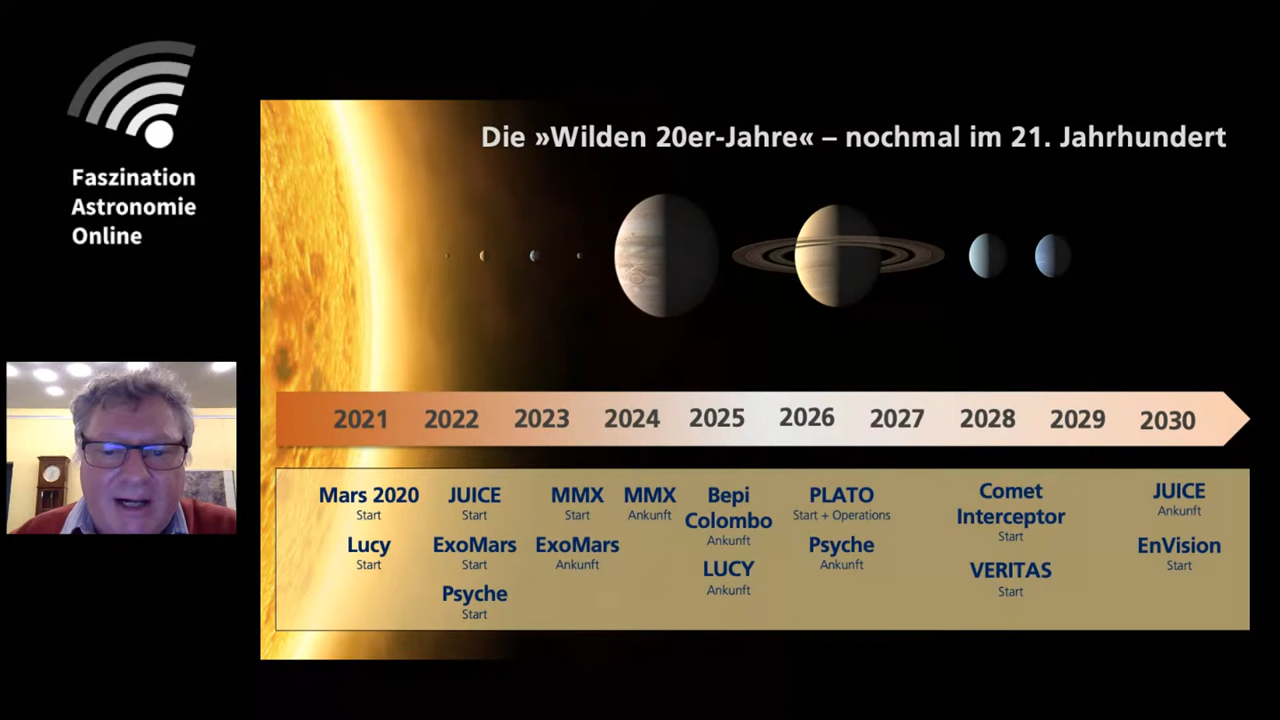 Faszination
Astronomie
Online
Die »Wilden 20er-Jahre« – nochmal im 21. Jahrhundert
2021 2022 2023 2024 2025 2026 2027 2028 2029 2030
Mars 2020
Start
Lucy
Start
JUICE
Start
ExoMars
Start
Psyche
Start
MMX
Start
ExoMars
Ankunft
MMX
Ankunft
Bepi
Colombo
Ankunft
LUCY
Ankunft
PLATO
Start + Operations
Psyche
Ankunft
Comet
Interceptor
Start
VERITAS
Start
JUICE
Ankunft
EnVision
Start